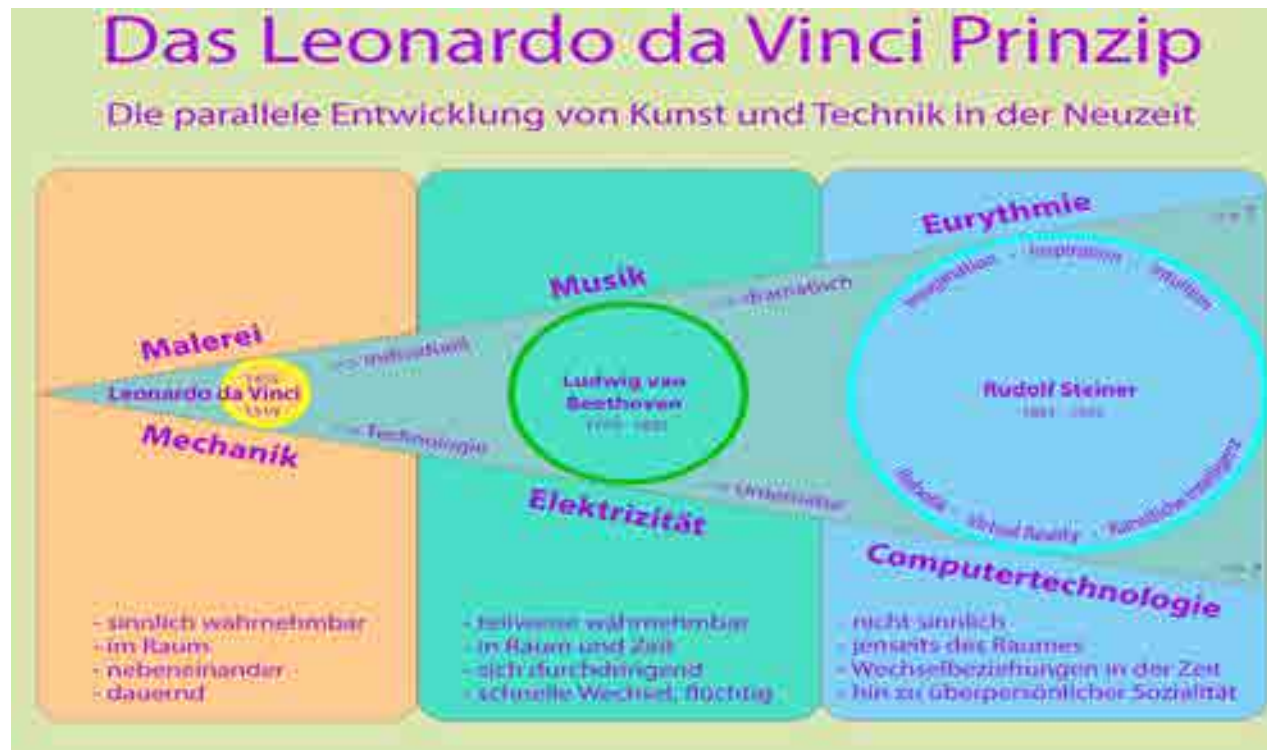 Das Leonardo da Vinci Prinzip
Die parallele Entwicklung von Kunst und Technik in der Neuzeit
Malerei
Leonardo da Vinci
1519
Mechanik
=> individuell
=> Technologie
- sinnlich wahrnehmbar
- im Raum
- nebeneinander
- dauernd
Musik
Ludwig van
Beethoven
Elektrizität
=> dramatisch
=> Unternatur
- teilweise wahrnehmbar
- in Raum und Zeit
- sich durchdringend
- schnelle Wechsel, flüchtig
Eurythmie
=> ?
Imagination - Inspiration - Intuition
Rudolf Steiner
Robotik - Virtual Reality - Künstliche Intelligenz
Computertechnologie
=> ?
- nicht sinnlich
- jenseits des Raumes
- Wechselbeziehungen in der Zeit
- hin zu überpersönlicher Sozialität